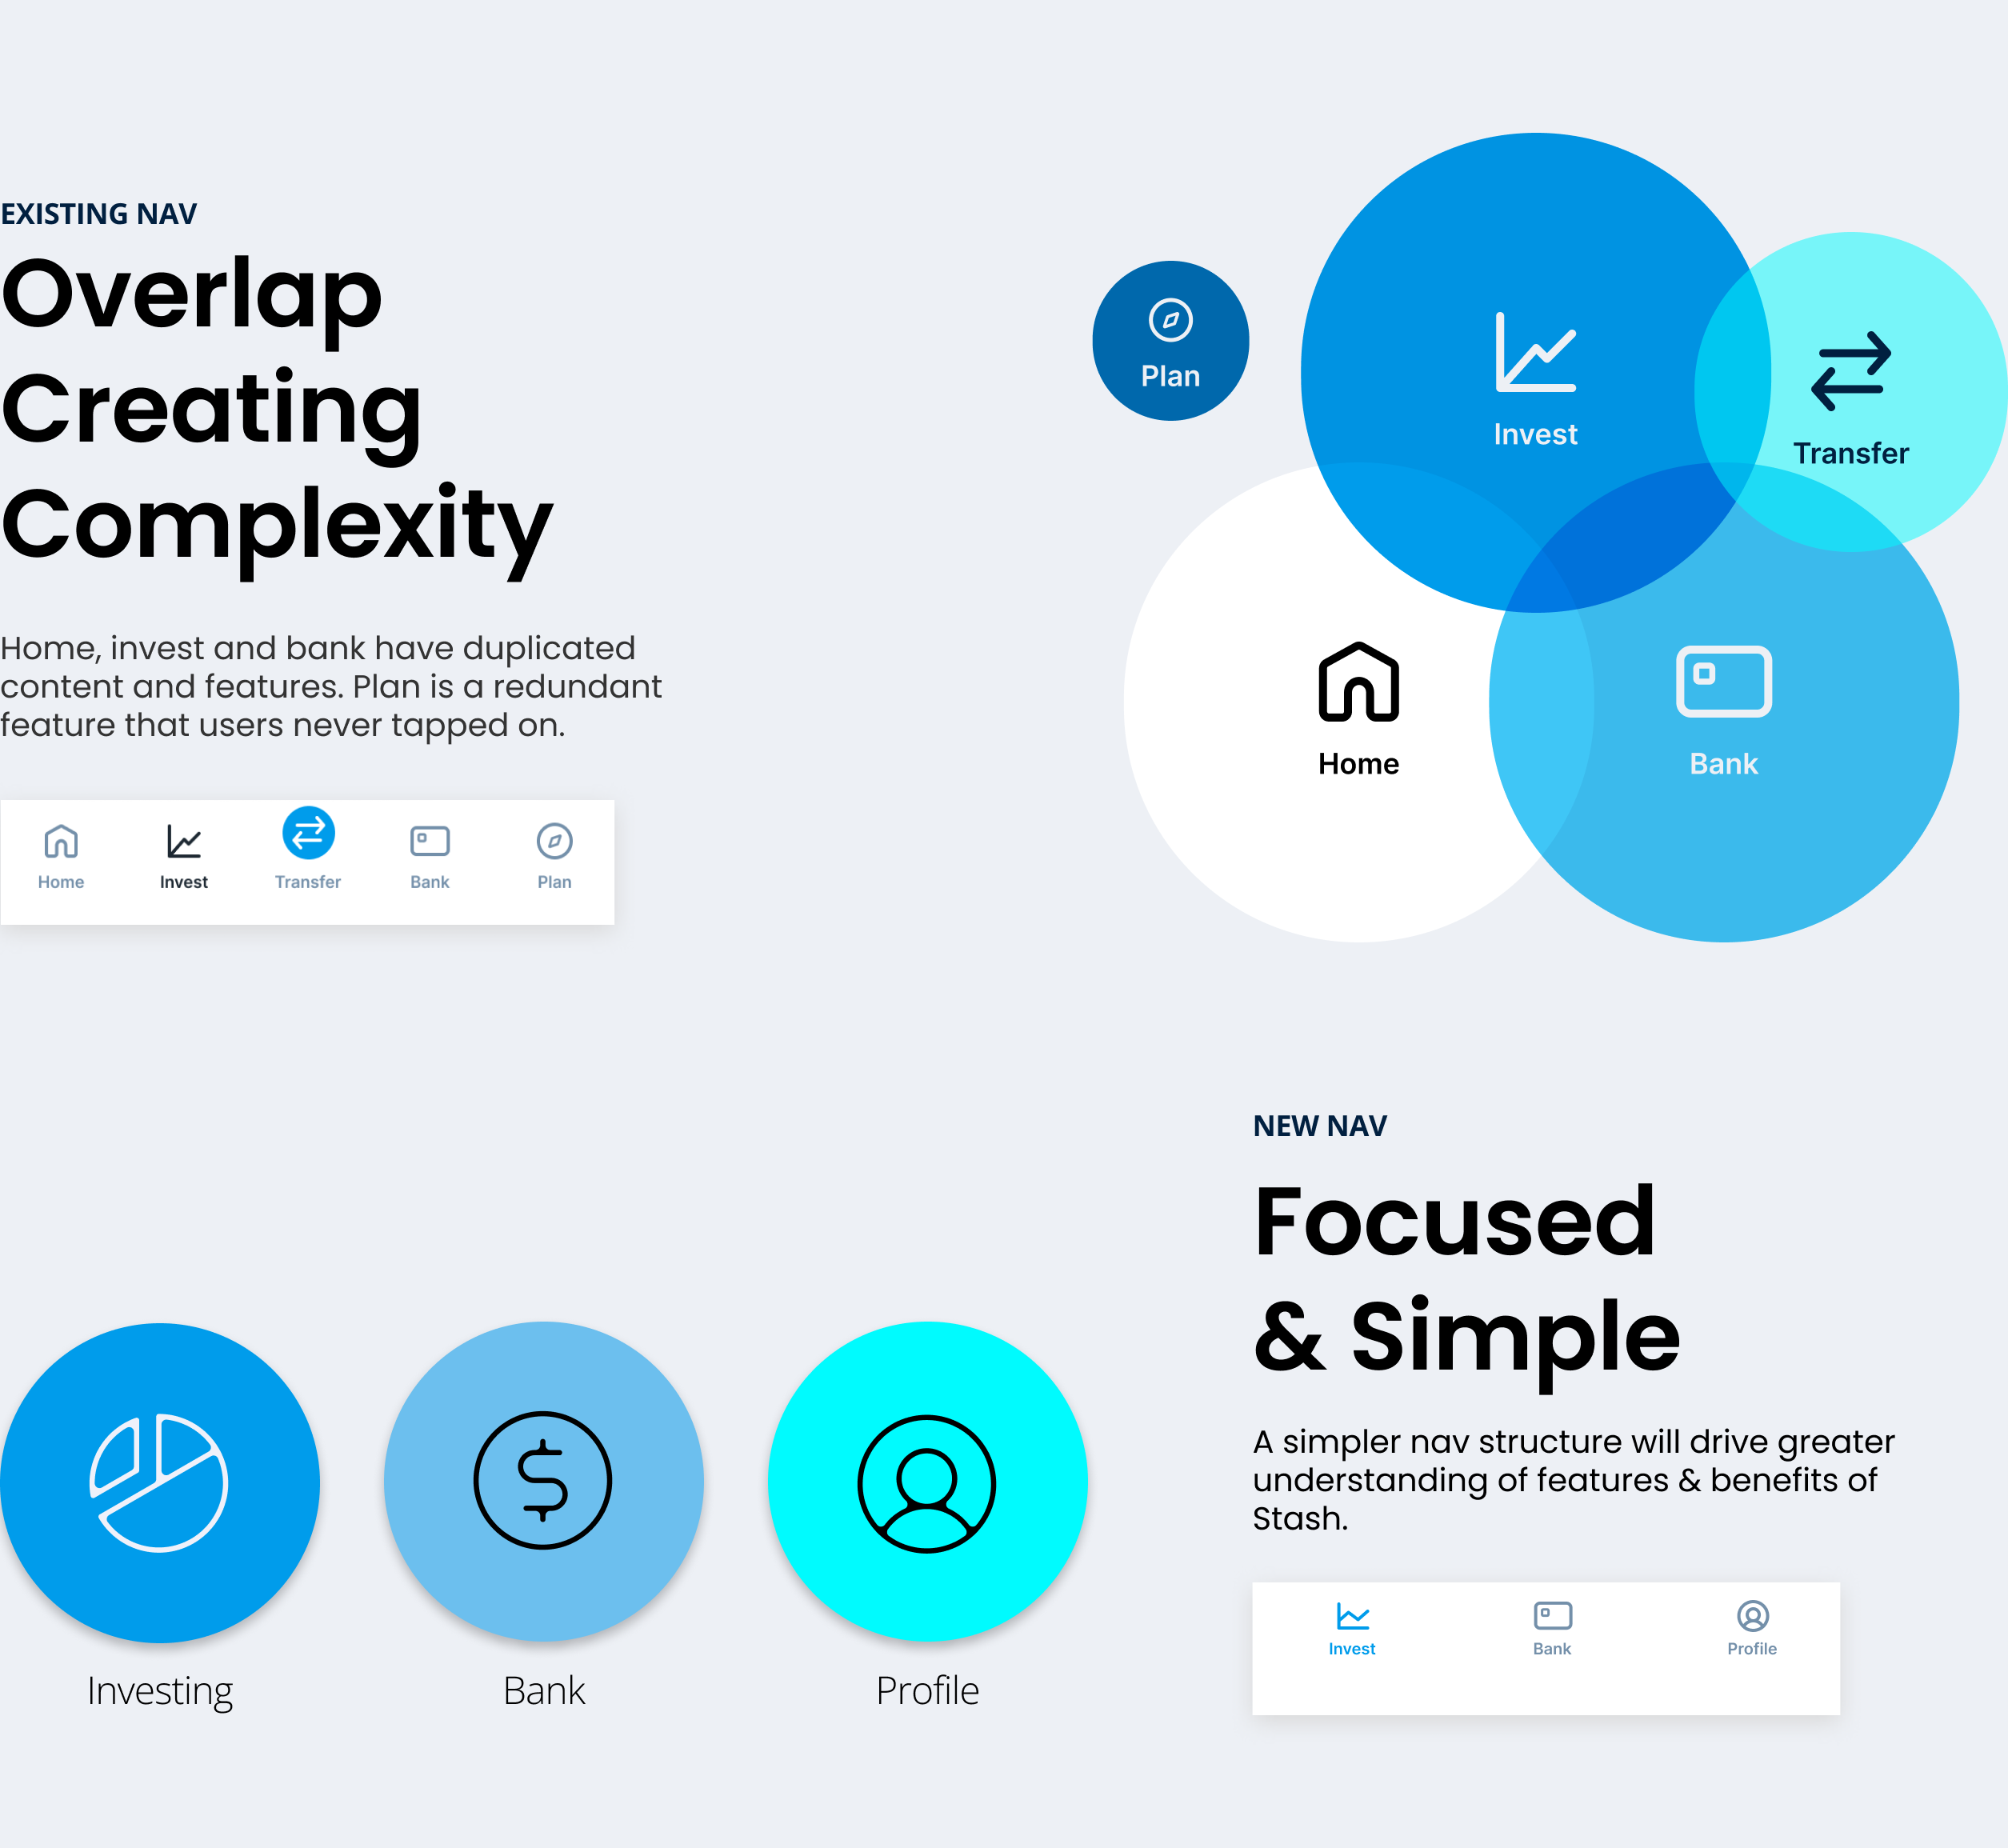 EXISTING NAV
Overlap
Creating
Complexity
Home, invest and bank have duplicated
content and features. Plan is a redundant
feature that users never tapped on.
Home Invest Transfer Bank Plan
Plan
Invest
Transfer
Home
Bank
NEW NAV
Focused
& Simple
A simpler nav structure will drive greater
understanding of features & benefits of
Stash.
Invest Bank Profile
Investing Bank Profile